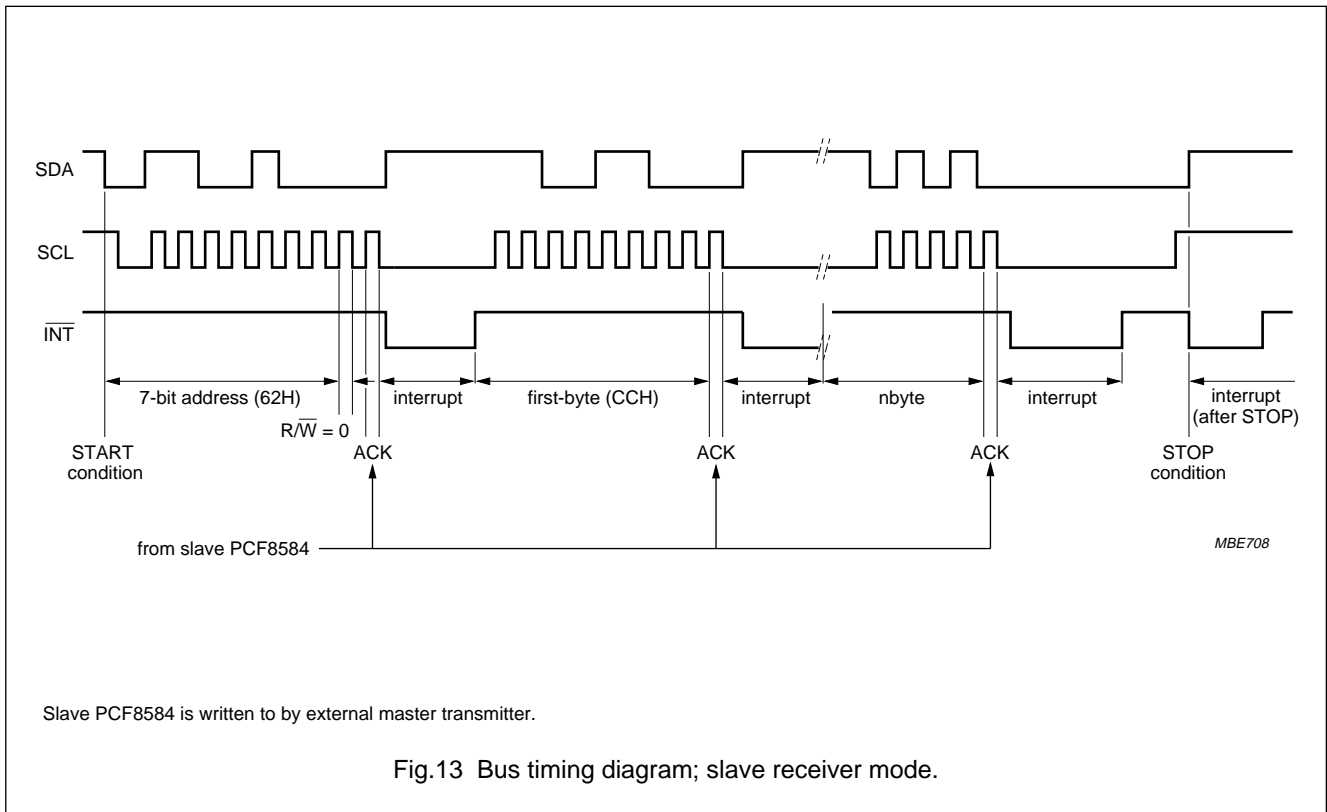 SDA
SCL
INT
7-bit address (62H)
interrupt
first-byte (CCH)
interrupt
nbyte
interrupt
interrupt
(after STOP)
R/W = 0
START
condition
ACK
ACK
ACK
STOP
condition
from slave PCF8584
MBE708
Slave PCF8584 is written to by external master transmitter.
Fig.13 Bus timing diagram; slave receiver mode.